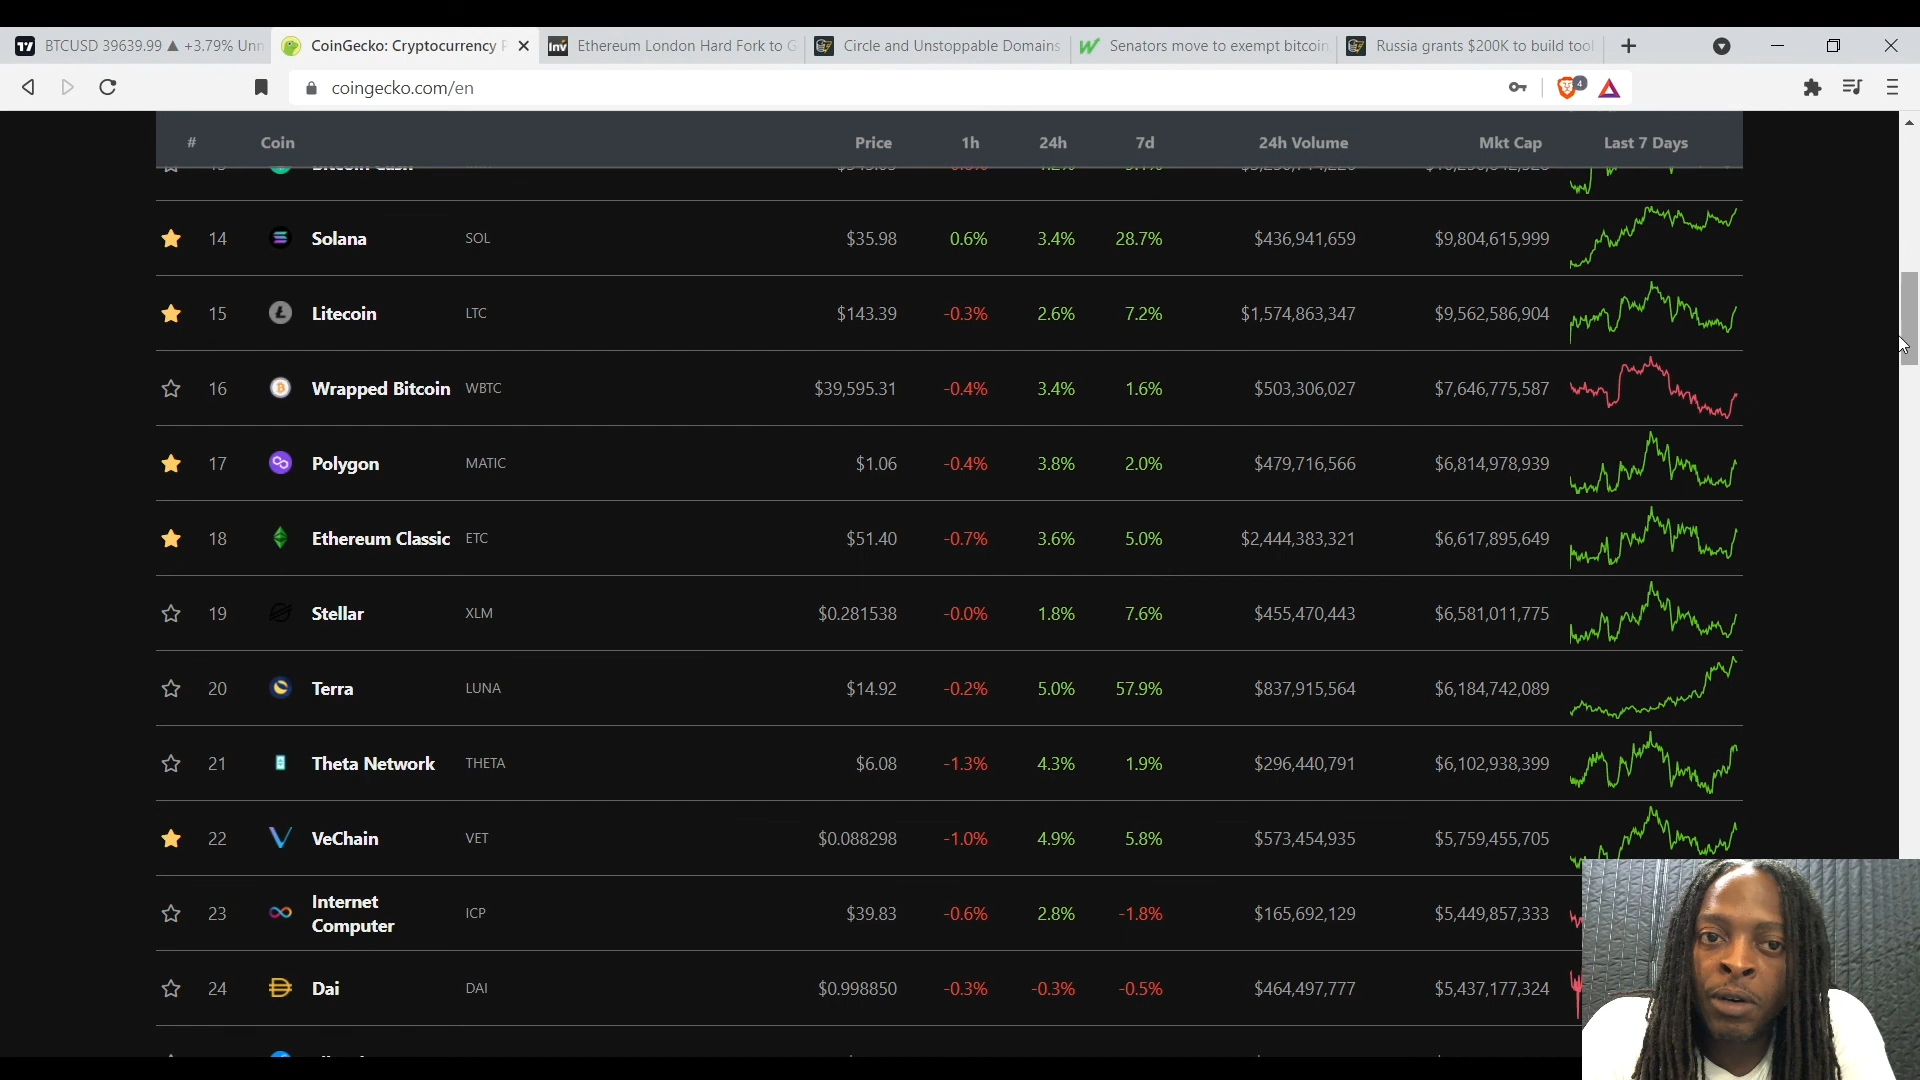 BTCUSD 39639.99 ▲ +3.79% Unn
CoinGecko: Cryptocurrency P
Ethereum London Hard Fork to G
Circle and Unstoppable Domains
Senators move to exempt bitcoin
Russia grants $200K to build tool
coingecko.com/en
4
# Coin Price 1h 24h 7d 24h Volume Mkt Cap Last 7 Days
14 Solana SOL $35.98 0.6% 3.4% 28.7% $436,941,659 $9,804,615,999
15 Litecoin LTC $143.39 -0.3% 2.6% 7.2% $1,574,863,347 $9,562,586,904
16 Wrapped Bitcoin WBTC $39,595.31 -0.4% 3.4% 1.6% $503,306,027 $7,646,775,587
17 Polygon MATIC $1.06 -0.4% 3.8% 2.0% $479,716,566 $6,814,978,939
18 Ethereum Classic ETC $51.40 -0.7% 3.6% 5.0% $2,444,383,321 $6,617,895,649
19 Stellar XLM $0.281538 -0.0% 1.8% 7.6% $455,470,443 $6,581,011,775
20 Terra LUNA $14.92 -0.2% 5.0% 57.9% $837,915,564 $6,184,742,089
21 Theta Network THETA $6.08 -1.3% 4.3% 1.9% $296,440,791 $6,102,938,399
22 VeChain VET $0.088298 -1.0% 4.9% 5.8% $573,454,935 $5,759,455,705
23 Internet Computer ICP $39.83 -0.6% 2.8% -1.8% $165,692,129 $5,449,857,333
24 Dai DAI $0.998850 -0.3% -0.3% -0.5% $464,497,777 $5,437,177,324